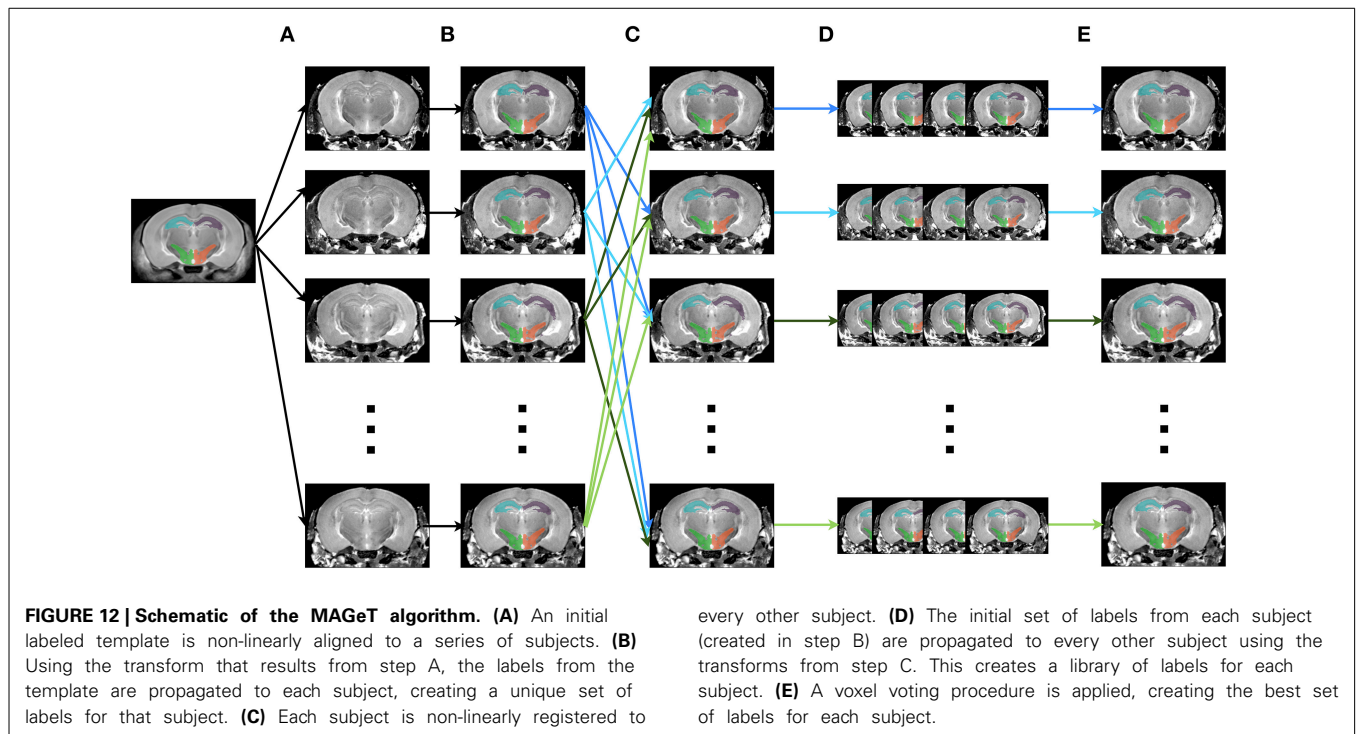 A B C D E
FIGURE 12 | Schematic of the MAGeT algorithm. (A) An initial
labeled template is non-linearly aligned to a series of subjects. (B)
Using the transform that results from step A, the labels from the
template are propagated to each subject, creating a unique set of
labels for that subject. (C) Each subject is non-linearly registered to
every other subject. (D) The initial set of labels from each subject
(created in step B) are propagated to every other subject using the
transforms from step C. This creates a library of labels for each
subject. (E) A voxel voting procedure is applied, creating the best set
of labels for each subject.